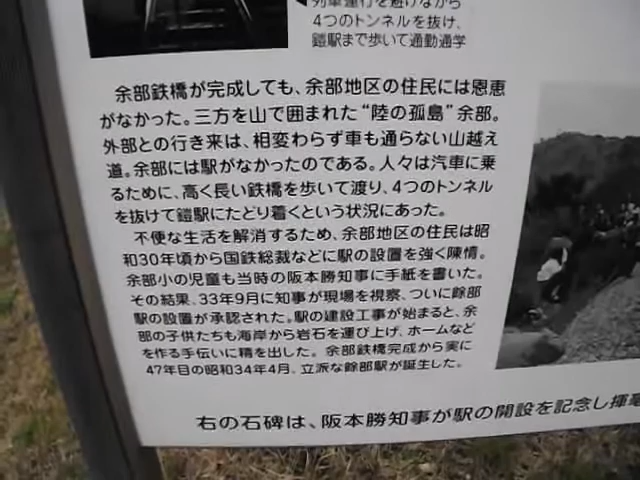 列車運行を避けながら
4つのトンネルを抜け、
鎧駅まで歩いて通勤通学
余部鉄橋が完成しても、余部地区の住民には恩恵
がなかった。三方を山で囲まれた“陸の孤島”余部。
外部との行き来は、相変わらず車も通らない山越え
道。余部には駅がなかったのである。人々は汽車に乗
るために、高く長い鉄橋を歩いて渡り、4つのトンネル
を抜けて鎧駅にたどり着くという状況にあった。
不便な生活を解消するため、余部地区の住民は昭
和30年頃から国鉄総裁などに駅の設置を強く陳情。
余部小の児童も当時の阪本勝知事に手紙を書いた。
その結果、33年9月に知事が現場を視察、ついに餘部
駅の設置が承認された。駅の建設工事が始まると、余
部の子供たちも海岸から岩石を運び上げ、ホームなど
を作る手伝いに精を出した。余部鉄橋完成から実に
47年目の昭和34年4月、立派な餘部駅が誕生した。
右の石碑は、阪本勝知事が駅の開設を記念し揮毫